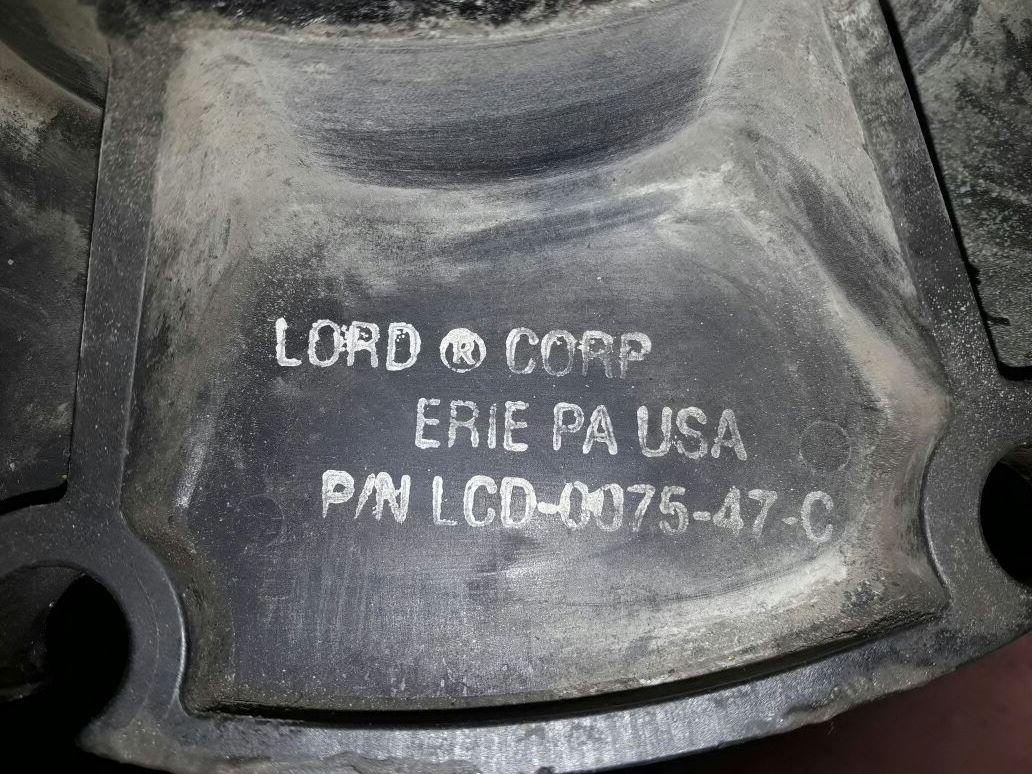 LORD ® CORP
ERIE PA USA
P/N LCD-0075-47-C